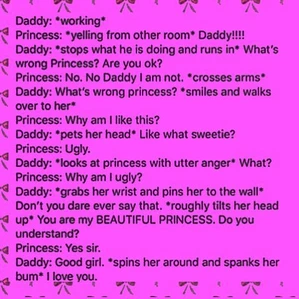 Daddy: *working*
Princess: *yelling from other room* Daddy!!!!
Daddy: *stops what he is doing and runs in* What's
wrong Princess? Are you ok?
Princess: No. No Daddy I am not. *crosses arms*
Daddy: What's wrong princess? *smiles and walks
over to her*
Princess: Why am I like this?
Daddy: *pets her head* Like what sweetie?
Princess: Ugly.
Daddy: *looks at princess with utter anger* What?
Princess: Why am I ugly?
Daddy: *grabs her wrist and pins her to the wall*
Don't you dare ever say that. *roughly tilts her head
up* You are my BEAUTIFUL PRINCESS. Do you
understand?
Princess: Yes sir.
Daddy: Good girl. *spins her around and spanks her
bum* I love you.